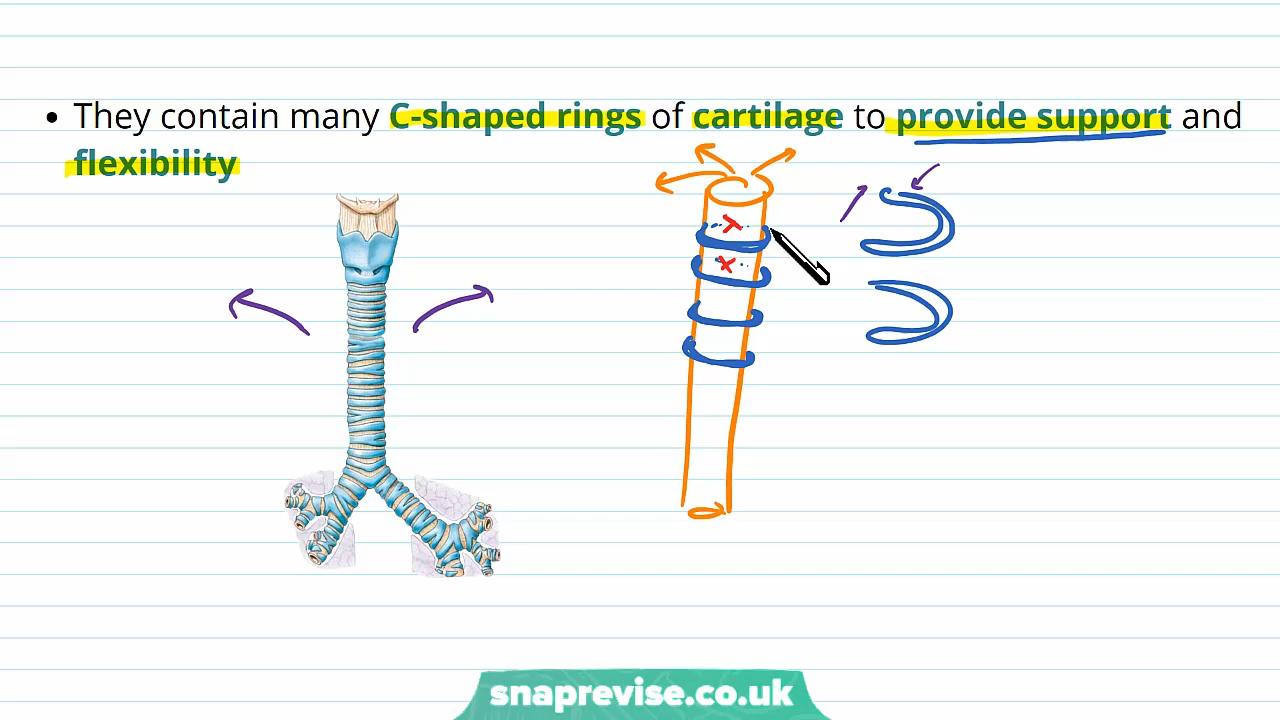 • They contain many C-shaped rings of cartilage to provide support and
flexibility
snaprevise.co.uk